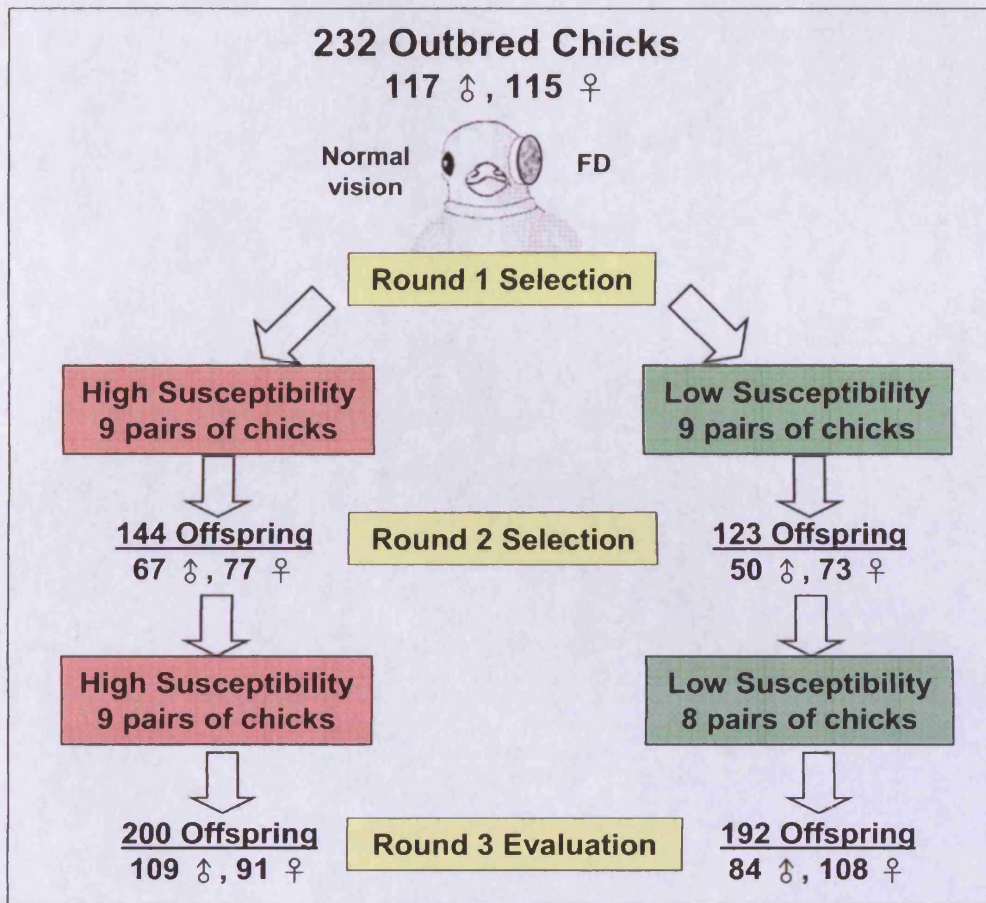 232 Outbred Chicks
117 ♂, 115 ♀
Normal
vision
FD
Round 1 Selection
High Susceptibility
9 pairs of chicks
Low Susceptibility
9 pairs of chicks
144 Offspring
67 ♂, 77 ♀
Round 2 Selection
123 Offspring
50 ♂, 73 ♀
High Susceptibility
9 pairs of chicks
Low Susceptibility
8 pairs of chicks
200 Offspring
109 ♂, 91 ♀
Round 3 Evaluation
192 Offspring
84 ♂, 108 ♀